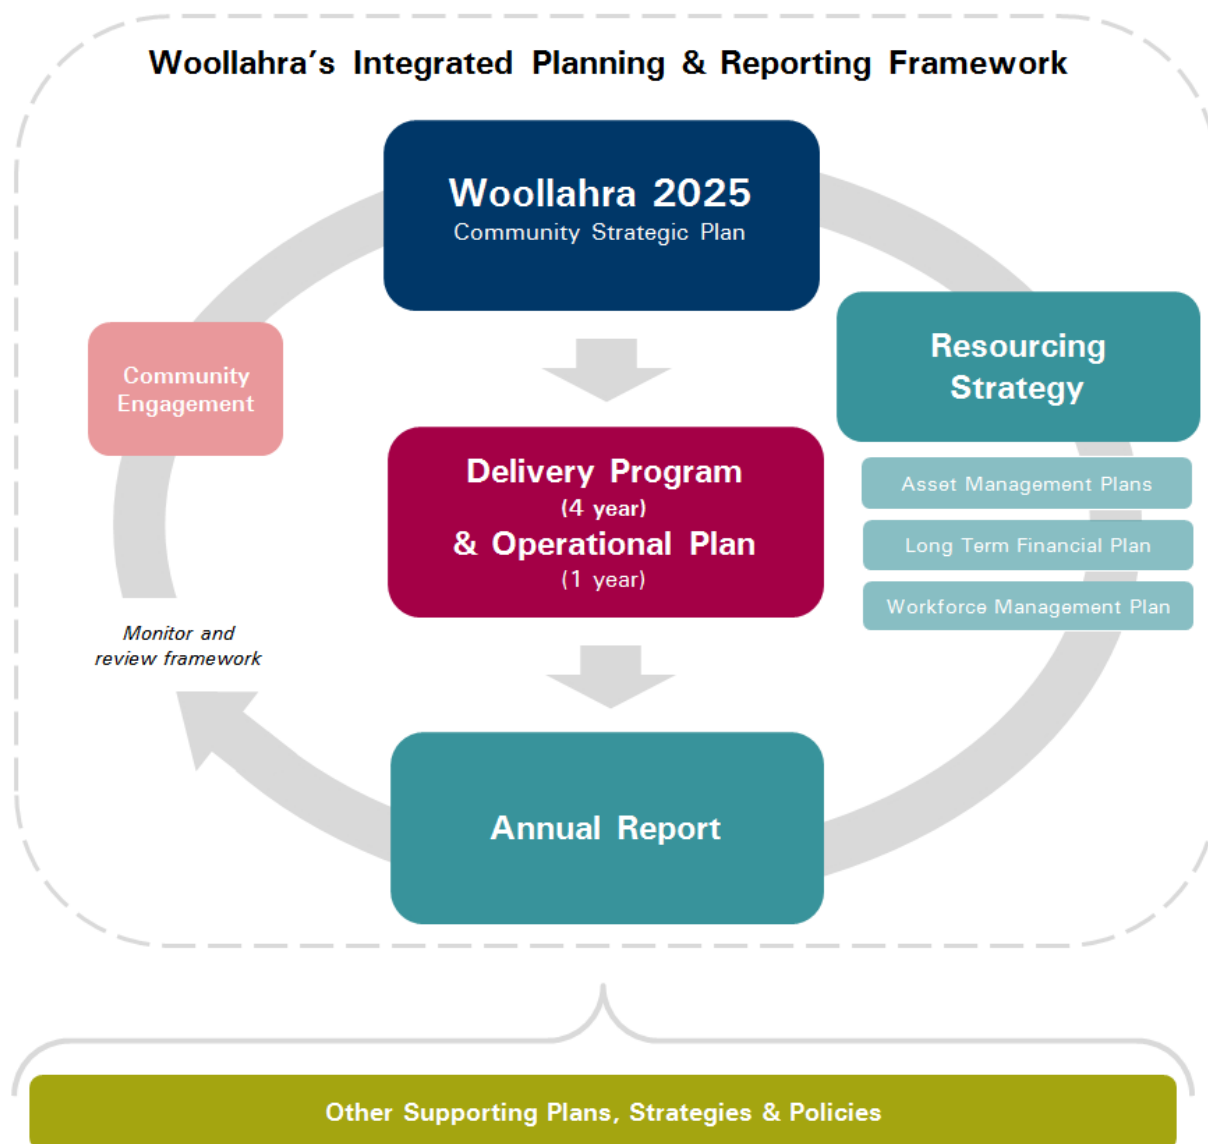 Woollahra's Integrated Planning & Reporting Framework
Woollahra 2025
Community Strategic Plan
Community
Engagement
Resourcing
Strategy
Asset Management Plans
Long Term Financial Plan
Workforce Management Plan
Delivery Program
(4 year)
& Operational Plan
(1 year)
Monitor and
review framework
Annual Report
Other Supporting Plans, Strategies & Policies